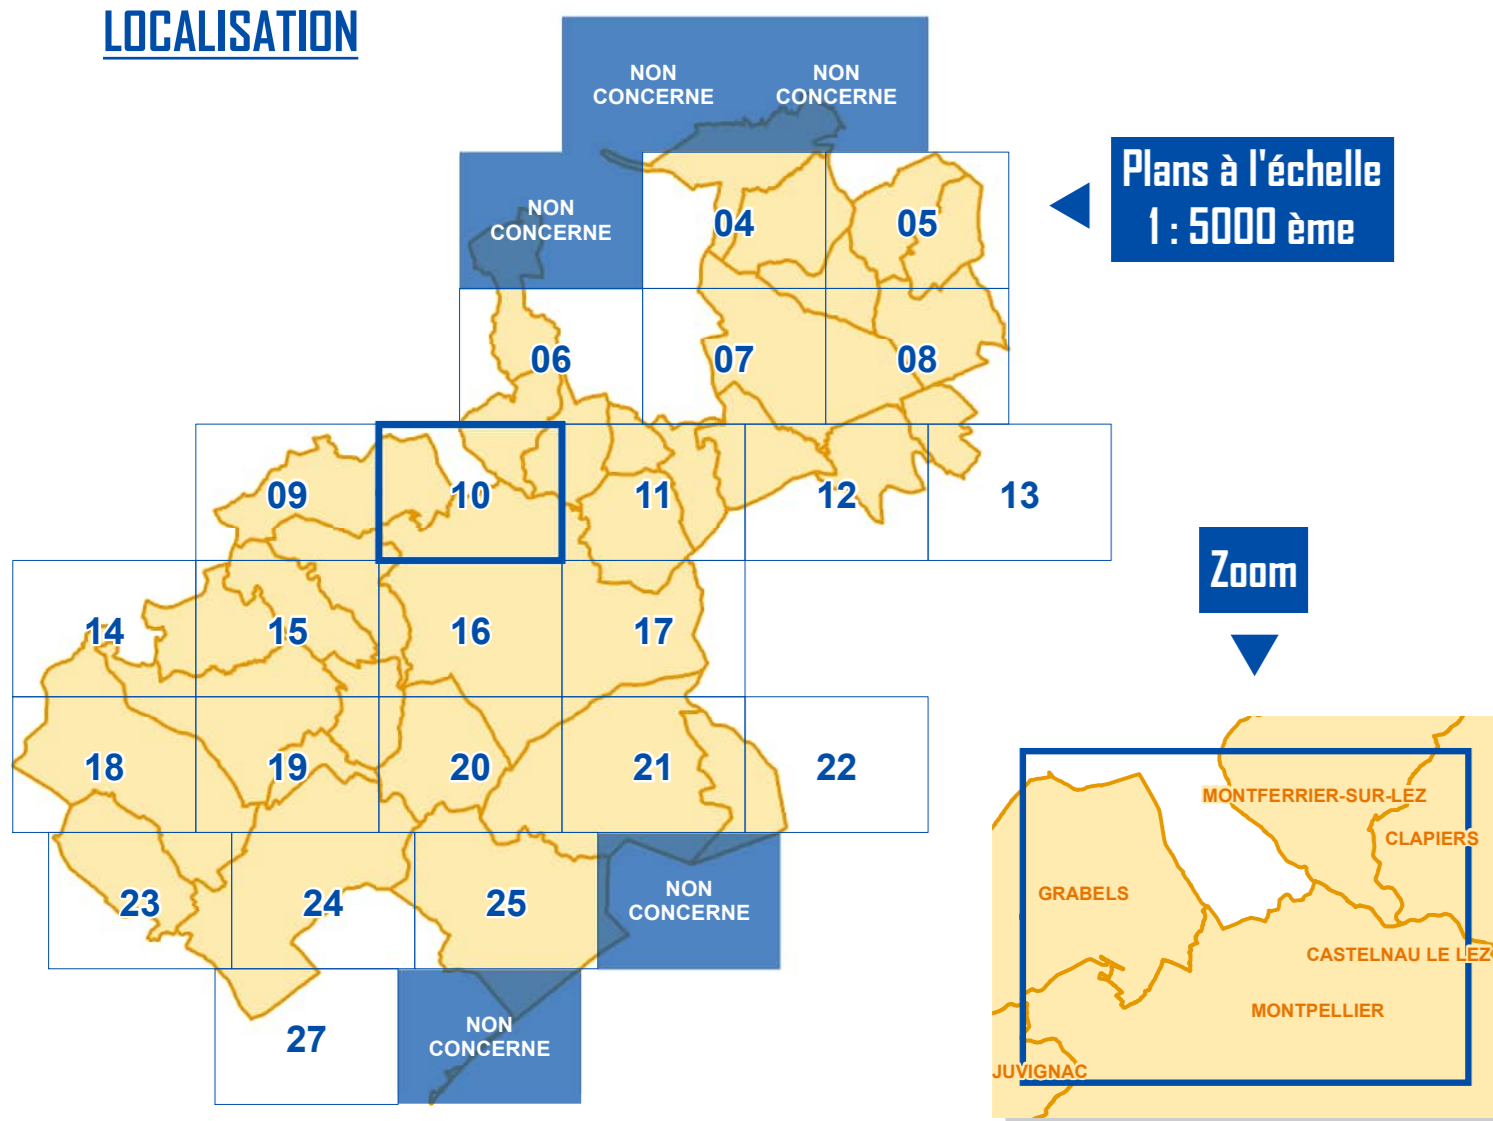 LOCALISATION
NON
CONCERNE
NON
CONCERNE
Plans à l'échelle
1 : 5000 ème
NON
CONCERNE
04
05
06
07
08
09
10
11
12
13
Zoom
14
15
16
17
18
19
20
21
22
MONTFERRIER-SUR-LEZ
CLAPIERS
GRABELS
CASTELNAU LE LEZ
MONTPELLIER
JUVIGNAC
23
24
25
NON
CONCERNE
27
NON
CONCERNE